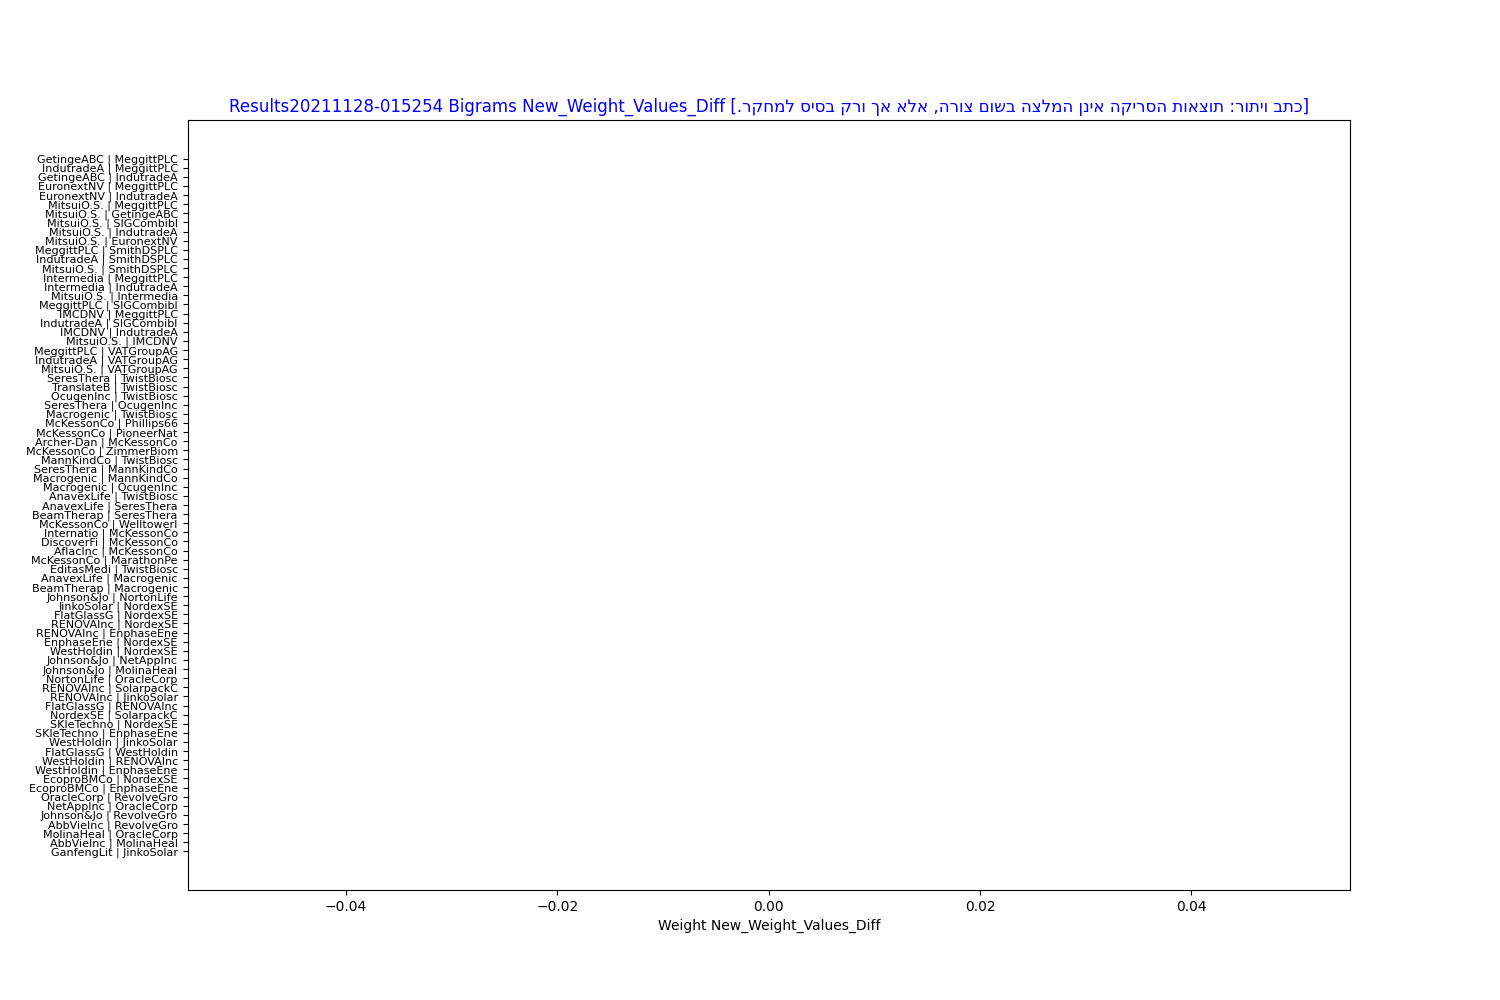 Results20211128-015254 Bigrams New_Weight_Values_Diff [כתב ויתור: תוצאות הסריקה אינן המלצה בשום צורה, אלא אך ורק בסיס למחקר.]
GetingeABC | MeggittPLC
IndutradeA | MeggittPLC
GetingeABC | IndutradeA
EuronextNV | MeggittPLC
EuronextNV | IndutradeA
MitsuiO.S. | MeggittPLC
MitsuiO.S. | GetingeABC
MitsuiO.S. | SIGCombibl
MitsuiO.S. | IndutradeA
MitsuiO.S. | EuronextNV
MeggittPLC | SmithDSPLC
IndutradeA | SmithDSPLC
MitsuiO.S. | SmithDSPLC
Intermedia | MeggittPLC
Intermedia | IndutradeA
MitsuiO.S. | Intermedia
MeggittPLC | SIGCombibl
IMCDNV | MeggittPLC
IndutradeA | SIGCombibl
IMCDNV | IndutradeA
MitsuiO.S. | IMCDNV
MeggittPLC | VATGroupAG
IndutradeA | VATGroupAG
MitsuiO.S. | VATGroupAG
SeresThera | TwistBiosc
TranslateB | TwistBiosc
OcugenInc | TwistBiosc
SeresThera | OcugenInc
Macrogenic | TwistBiosc
McKessonCo | Phillips66
McKessonCo | PioneerNat
Archer-Dan | McKessonCo
McKessonCo | ZimmerBiom
MannKindCo | TwistBiosc
SeresThera | MannKindCo
Macrogenic | MannKindCo
Macrogenic | OcugenInc
AnavexLife | TwistBiosc
AnavexLife | SeresThera
BeamTherap | SeresThera
McKessonCo | WelltowerI
Internatio | McKessonCo
DiscoverFi | McKessonCo
AflacInc | McKessonCo
McKessonCo | MarathonPe
EditasMedi | TwistBiosc
AnavexLife | Macrogenic
BeamTherap | Macrogenic
Johnson&Jo | NortonLife
JinkoSolar | NordexSE
FlatGlassG | NordexSE
RENOVAInc | NordexSE
RENOVAInc | EnphaseEne
EnphaseEne | NordexSE
WestHoldin | NordexSE
Johnson&Jo | NetAppInc
Johnson&Jo | MolinaHeal
NortonLife | OracleCorp
RENOVAInc | SolarpackC
RENOVAInc | JinkoSolar
FlatGlassG | RENOVAInc
NordexSE | SolarpackC
SKIeTechno | NordexSE
SKIeTechno | EnphaseEne
WestHoldin | JinkoSolar
FlatGlassG | WestHoldin
WestHoldin | RENOVAInc
WestHoldin | EnphaseEne
EcoproBMCo | NordexSE
EcoproBMCo | EnphaseEne
OracleCorp | RevolveGro
NetAppInc | OracleCorp
Johnson&Jo | RevolveGro
AbbVieInc | RevolveGro
MolinaHeal | OracleCorp
AbbVieInc | MolinaHeal
GanfengLit | JinkoSolar
−0.04 −0.02 0.00 0.02 0.04
Weight New_Weight_Values_Diff